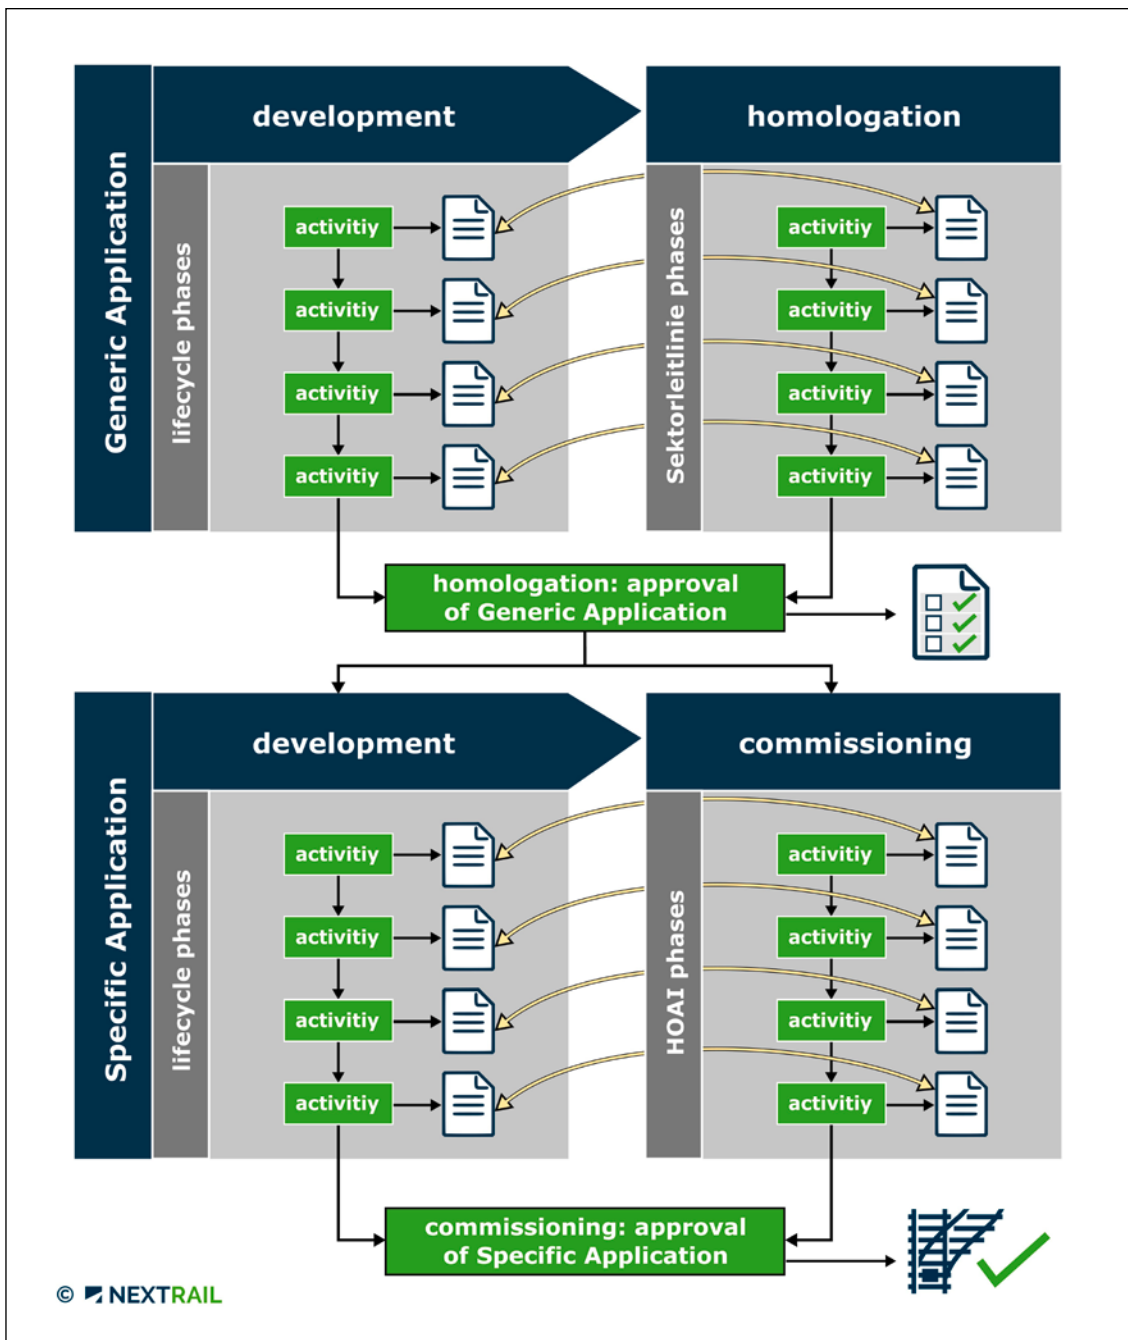 Generic Application
development
homologation
lifecycle phases
Sektorleitlinie phases
activitiy
activitiy
activitiy
activitiy
activitiy
activitiy
activitiy
activitiy
homologation: approval
of Generic Application
Specific Application
development
commissioning
lifecycle phases
HOAI phases
activitiy
activitiy
activitiy
activitiy
activitiy
activitiy
activitiy
activitiy
commissioning: approval
of Specific Application
© NEXTRAIL